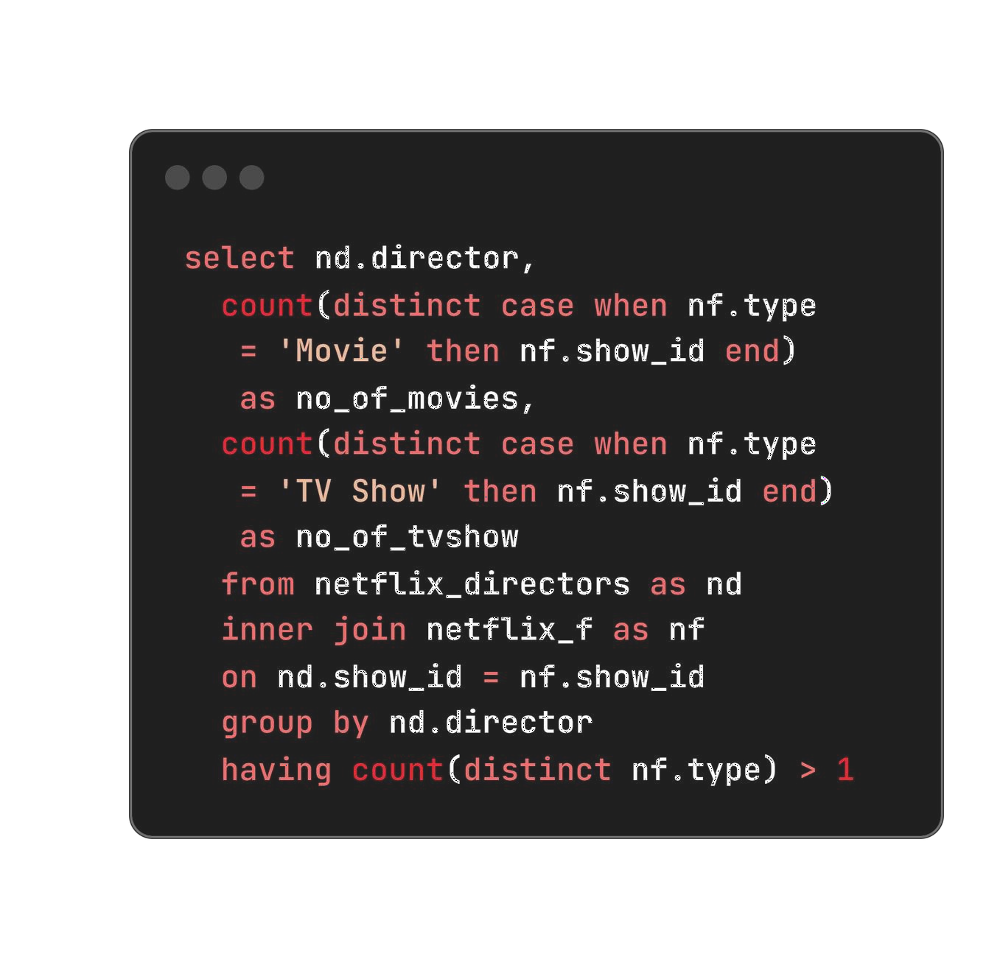 select nd.director,
count(distinct case when nf.type
= 'Movie' then nf.show_id end)
as no_of_movies,
count(distinct case when nf.type
= 'TV Show' then nf.show_id end)
as no_of_tvshow
from netflix_directors as nd
inner join netflix_f as nf
on nd.show_id = nf.show_id
group by nd.director
having count(distinct nf.type) > 1